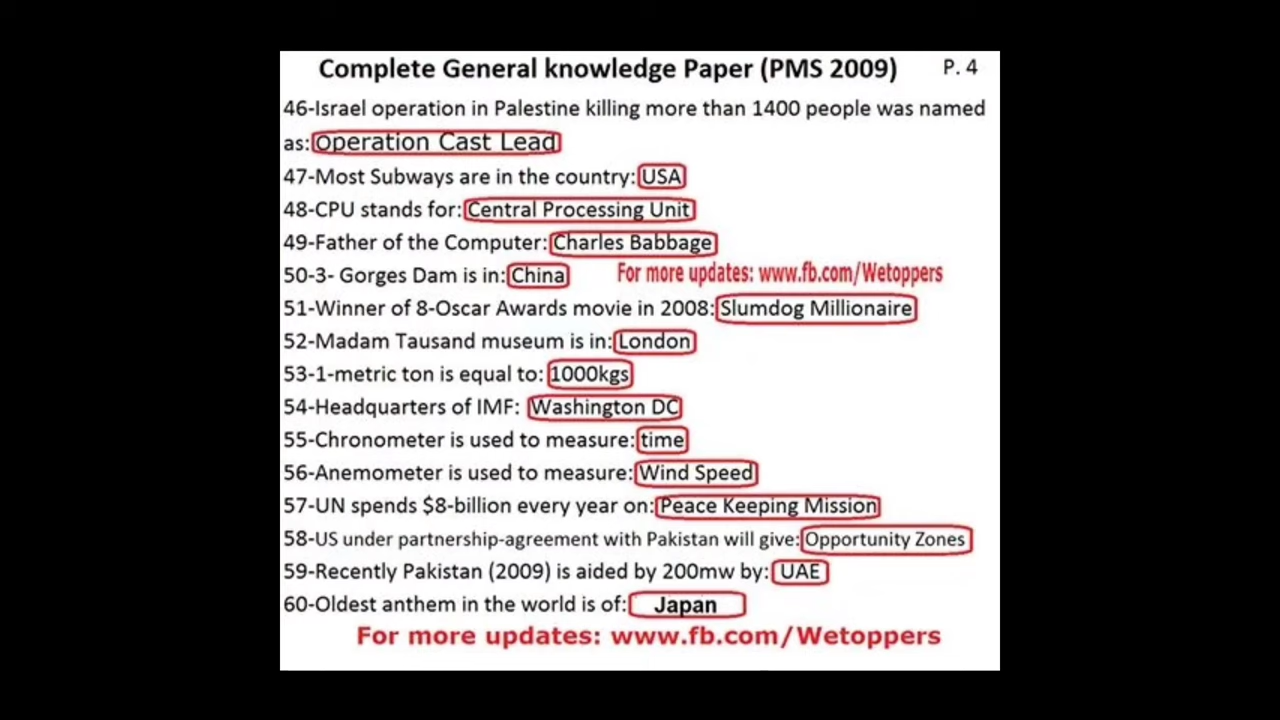 Complete General knowledge Paper (PMS 2009) P. 4
46-Israel operation in Palestine killing more than 1400 people was named
as: Operation Cast Lead
47-Most Subways are in the country: USA
48-CPU stands for: Central Processing Unit
49-Father of the Computer: Charles Babbage
50-3- Gorges Dam is in: China For more updates: www.fb.com/Wetoppers
51-Winner of 8-Oscar Awards movie in 2008: Slumdog Millionaire
52-Madam Tausand museum is in: London
53-1-metric ton is equal to: 1000kgs
54-Headquarters of IMF: Washington DC
55-Chronometer is used to measure: time
56-Anemometer is used to measure: Wind Speed
57-UN spends $8-billion every year on: Peace Keeping Mission
58-US under partnership-agreement with Pakistan will give: Opportunity Zones
59-Recently Pakistan (2009) is aided by 200mw by: UAE
60-Oldest anthem in the world is of: Japan
For more updates: www.fb.com/Wetoppers